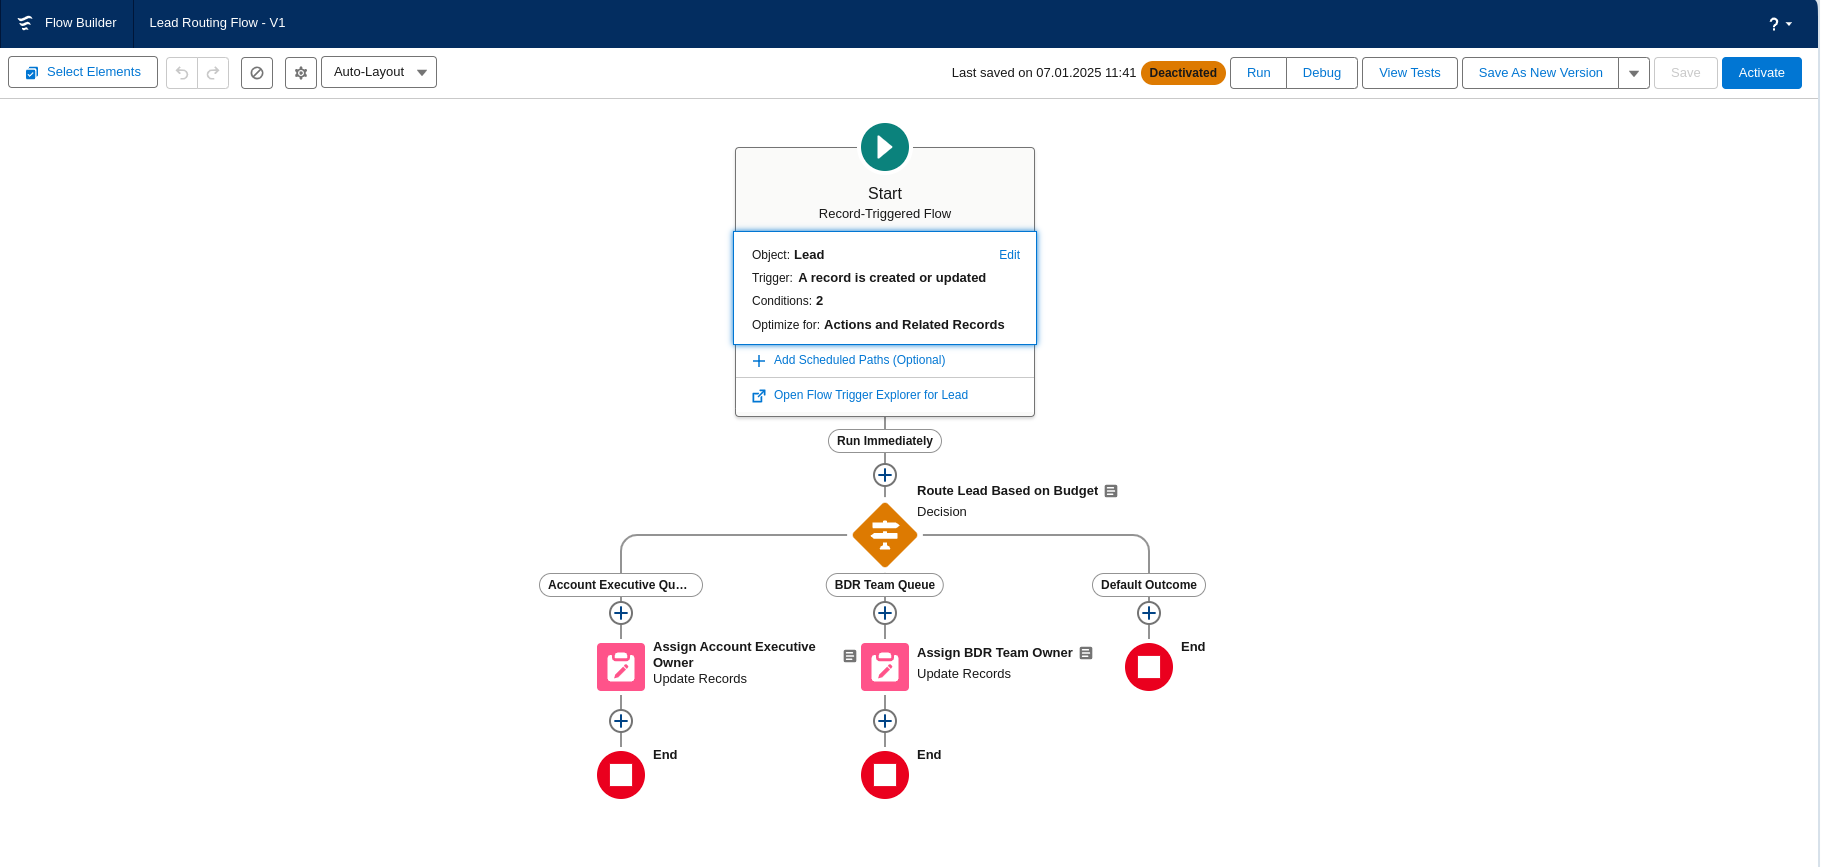 Flow Builder
Lead Routing Flow - V1
?
Select Elements
Auto-Layout
Last saved on 07.01.2025 11:41
Deactivated
Run
Debug
View Tests
Save As New Version
Save
Activate
Start
Record-Triggered Flow
Object: Lead
Edit
Trigger: A record is created or updated
Conditions: 2
Optimize for: Actions and Related Records
Add Scheduled Paths (Optional)
Open Flow Trigger Explorer for Lead
Run Immediately
Route Lead Based on Budget
Decision
Account Executive Qu…
BDR Team Queue
Default Outcome
Assign Account Executive
Owner
Update Records
Assign BDR Team Owner
Update Records
End
End
End